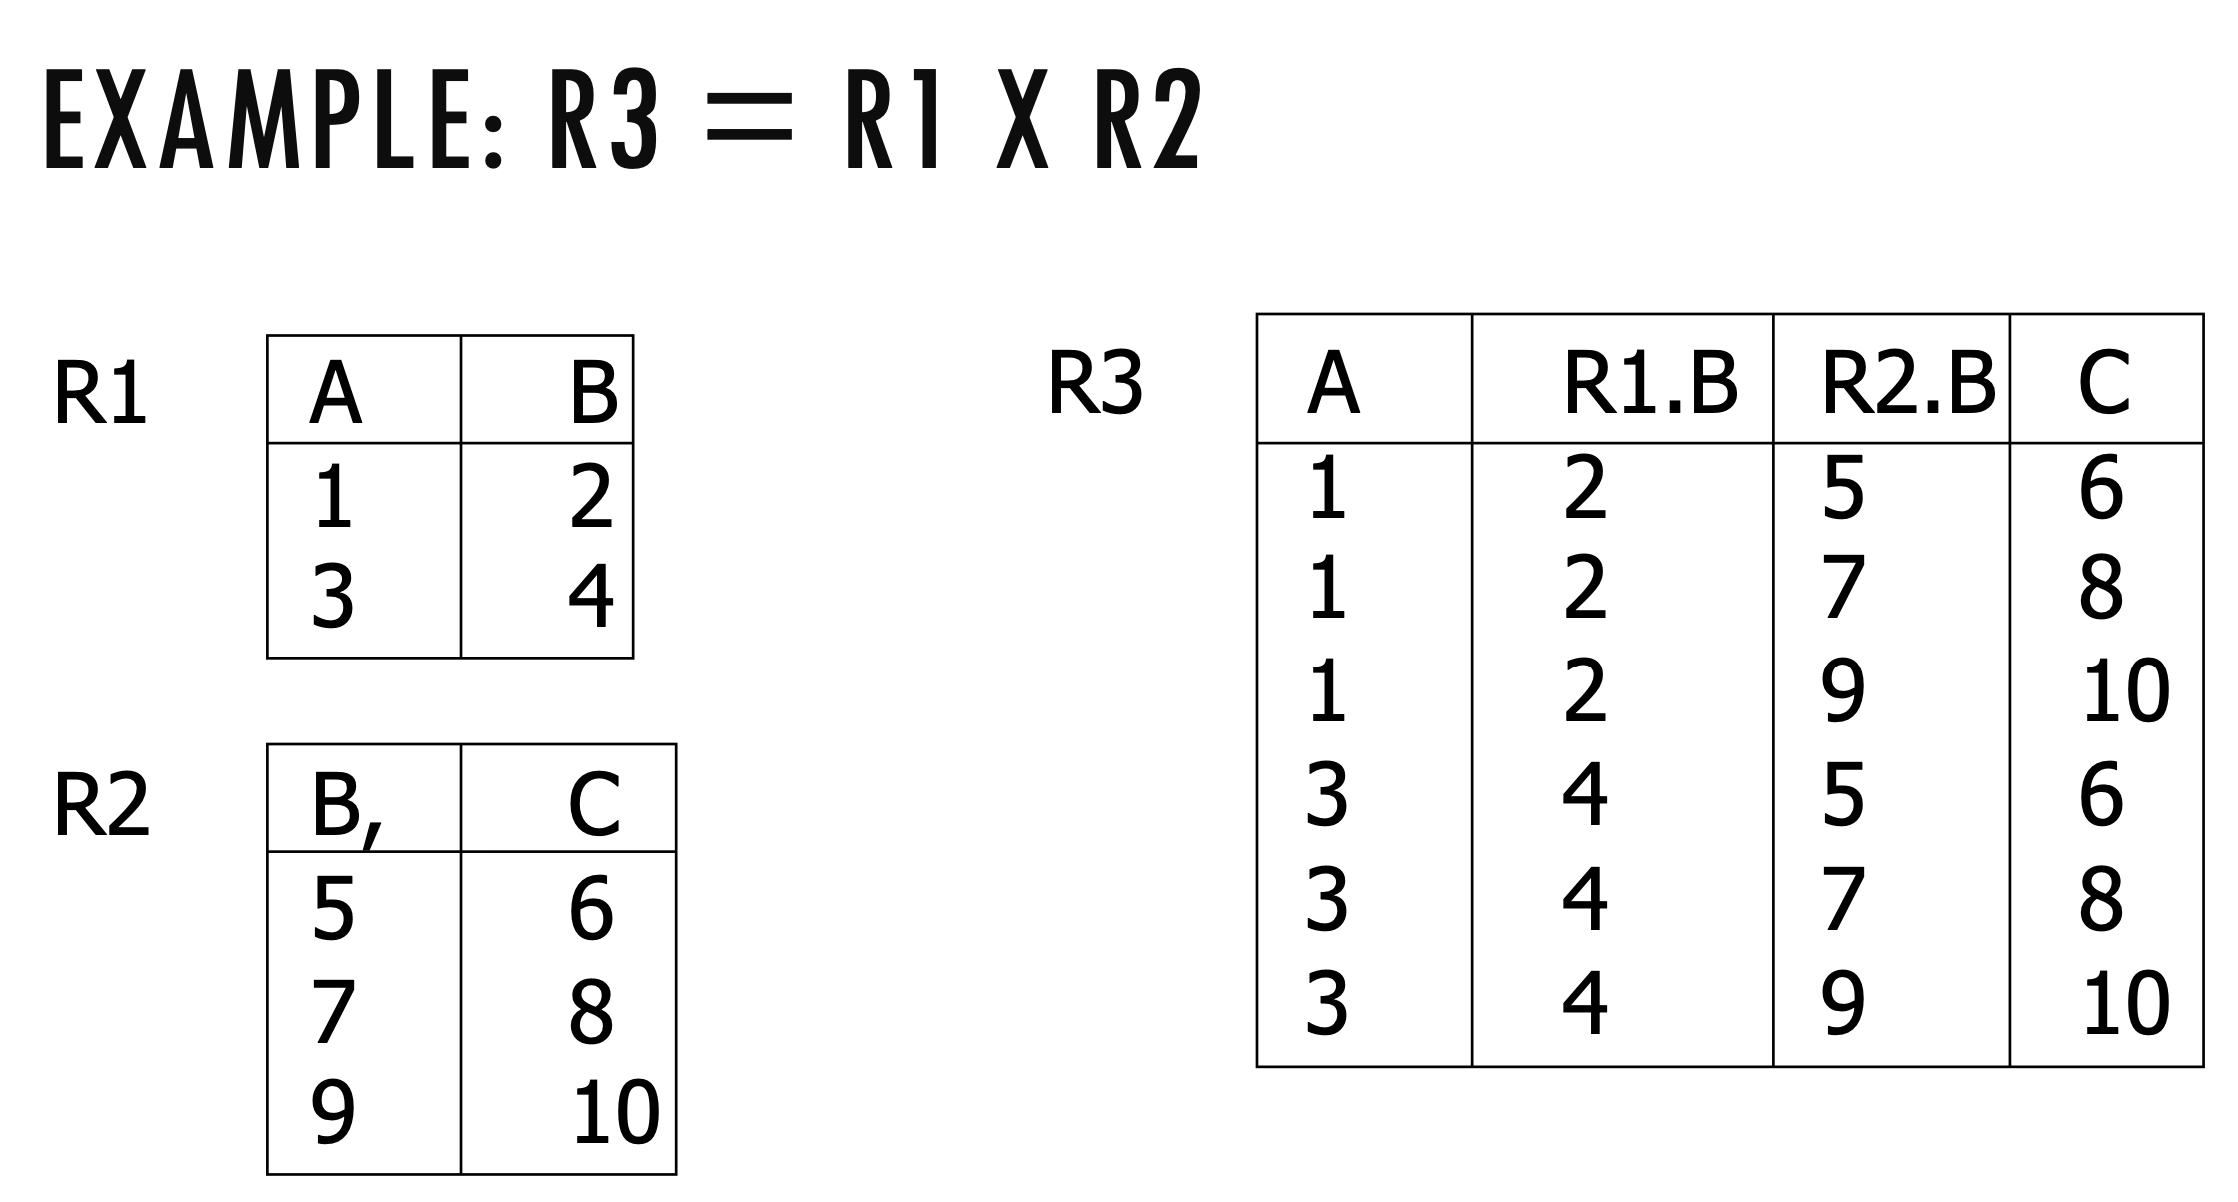 EXAMPLE: R3 = R1 X R2
R1
A B
1 2
3 4
R2
B, C
5 6
7 8
9 10
R3
A R1.B R2.B C
1 2 5 6
1 2 7 8
1 2 9 10
3 4 5 6
3 4 7 8
3 4 9 10